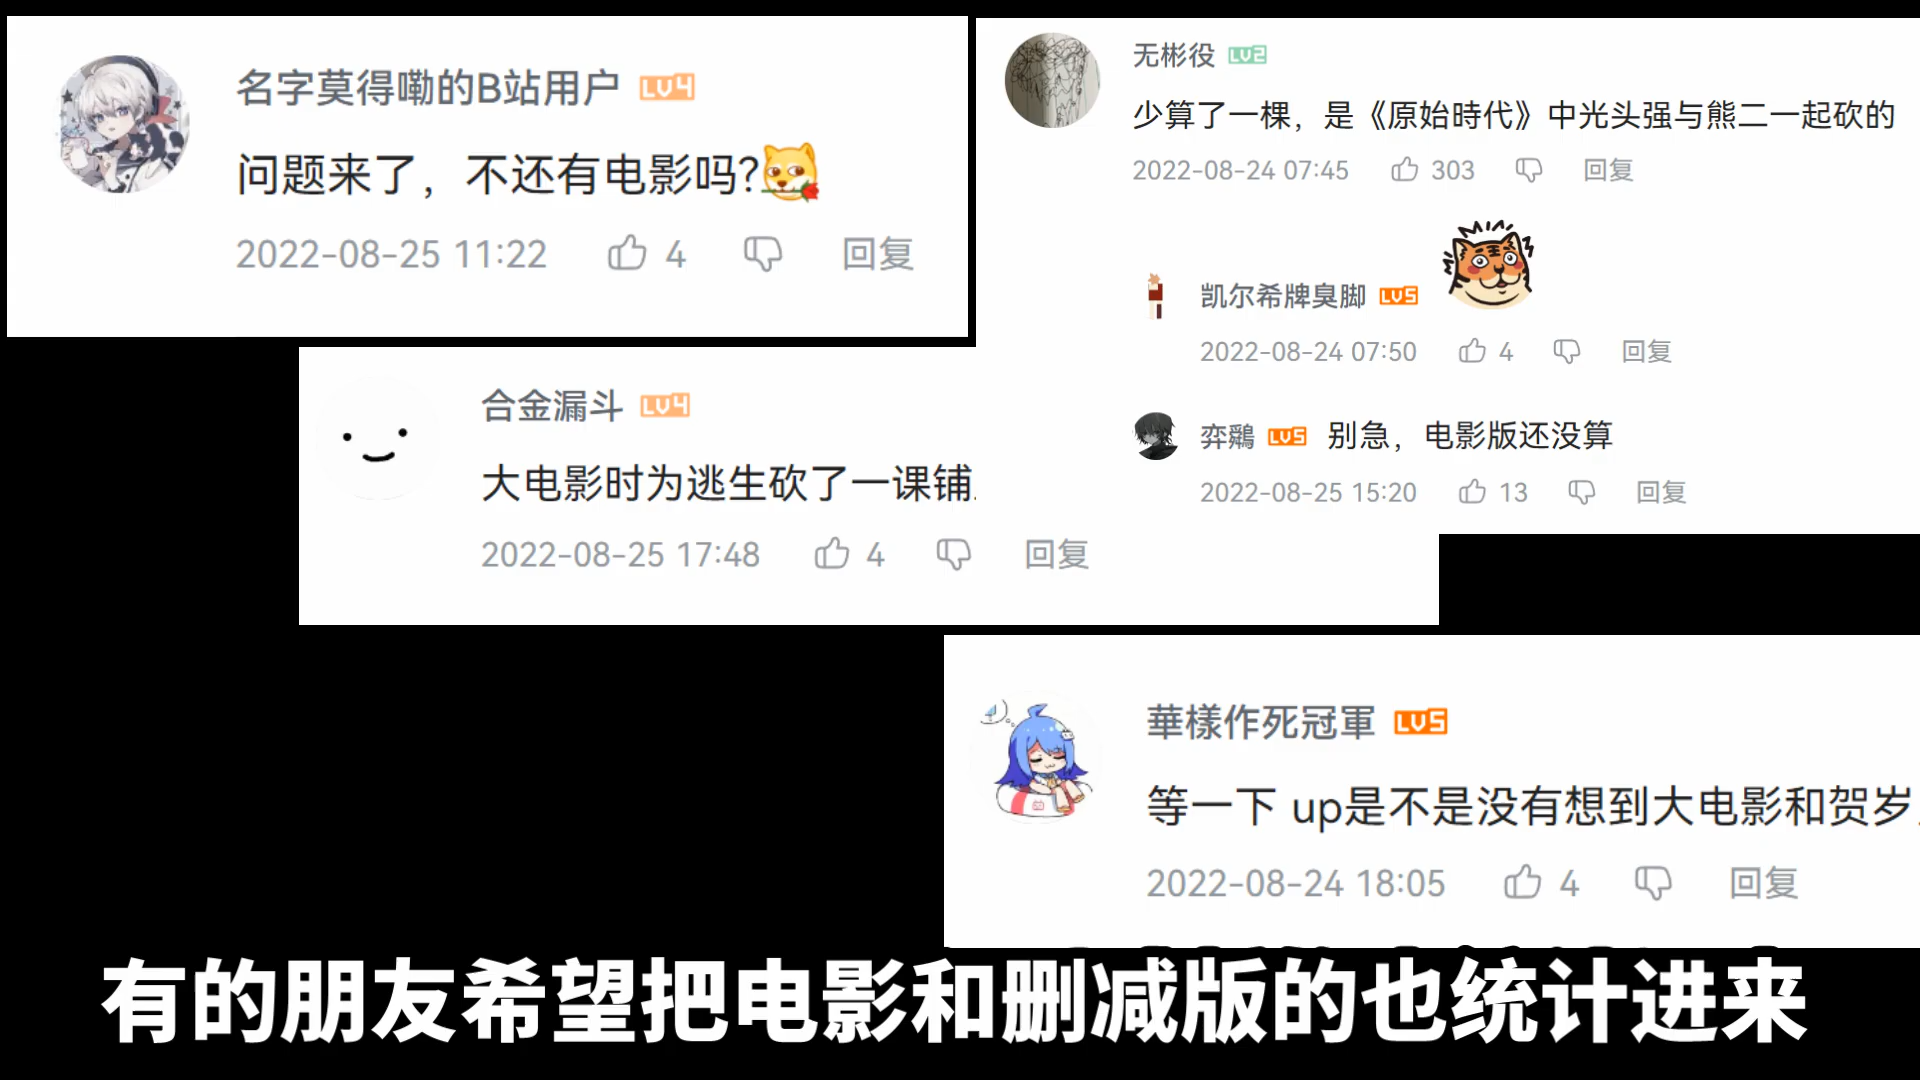 名字莫得嘞的B站用户 LV4
问题来了，不还有电影吗?
2022-08-25 11:22 4 回复
无彬役 LV2
少算了一棵，是《原始時代》中光头强与熊二一起砍的
2022-08-24 07:45 303 回复
凯尔希牌臭脚 LV5
2022-08-24 07:50 4 回复
弈鷄 LV5 别急，电影版还没算
2022-08-25 15:20 13 回复
合金漏斗 LV4
大电影时为逃生砍了一课铺
2022-08-25 17:48 4 回复
華樣作死冠軍 LV5
等一下 up是不是没有想到大电影和贺岁
2022-08-24 18:05 4 回复
有的朋友希望把电影和删减版的也统计进来